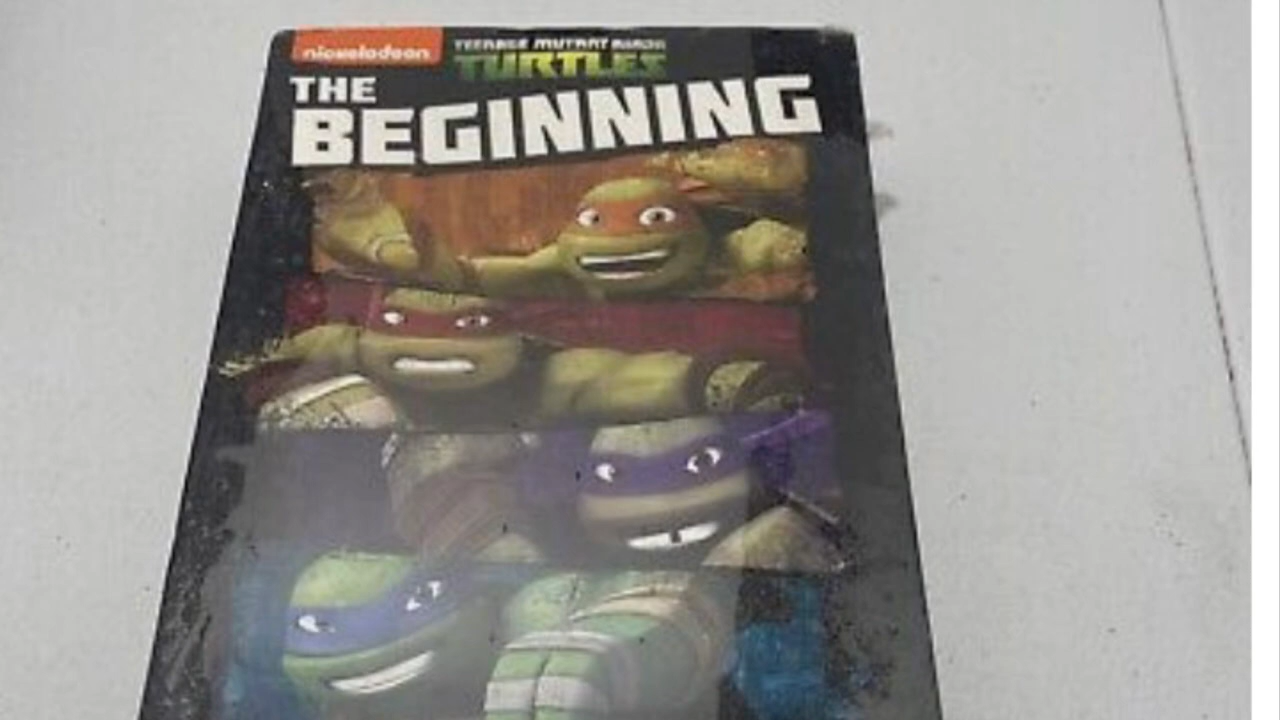 nickelodeon
TEENAGE MUTANT NINJA
TURTLES
THE
BEGINNING